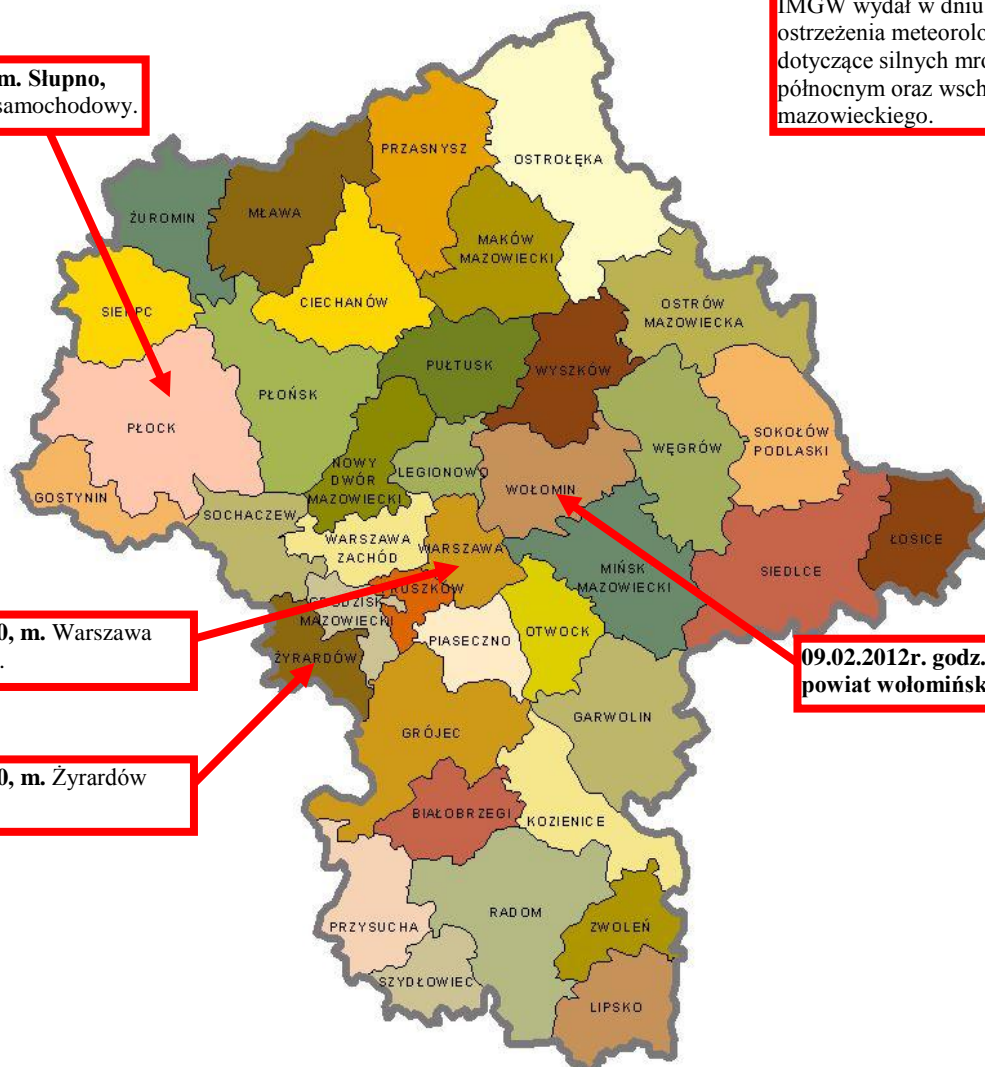 IMGW wydał w dniu
ostrzeżenia meteorolo
dotyczące silnych mro
północnym oraz wsch
mazowieckiego.
m. Słupno,
samochodowy.
PRZASNYSZ
OSTROŁĘKA
ŻUROMIN
MŁAWA
MAKÓW
MAZOWIECKI
CIECHANÓW
SIERPC
OSTRÓW
MAZOWIECKA
PUŁTUSK
WYSZKÓW
PŁOŃSK
PŁOCK
SOKOŁÓW
PODLASKI
WĘGRÓW
NOWY
DWÓR
MAZOWIECKI
LEGIONOWO
WOŁOMIN
GOSTYNIN
SOCHACZEW
WARSZAWA
ZACHÓD
WARSZAWA
ŁOSICE
MIŃSK
MAZOWIECKI
SIEDLCE
PRUSZKÓW
GRODZISK
MAZOWIECKI
PIASECZNO
OTWOCK
0, m. Warszawa
.
ŻYRARDÓW
09.02.2012r. godz.
powiat wołomińsk
GARWOLIN
GRÓJEC
0, m. Żyrardów
BIAŁOBRZEGI
KOZIENICE
RADOM
PRZYSUCHA
ZWOLEŃ
SZYDŁOWIEC
LIPSKO